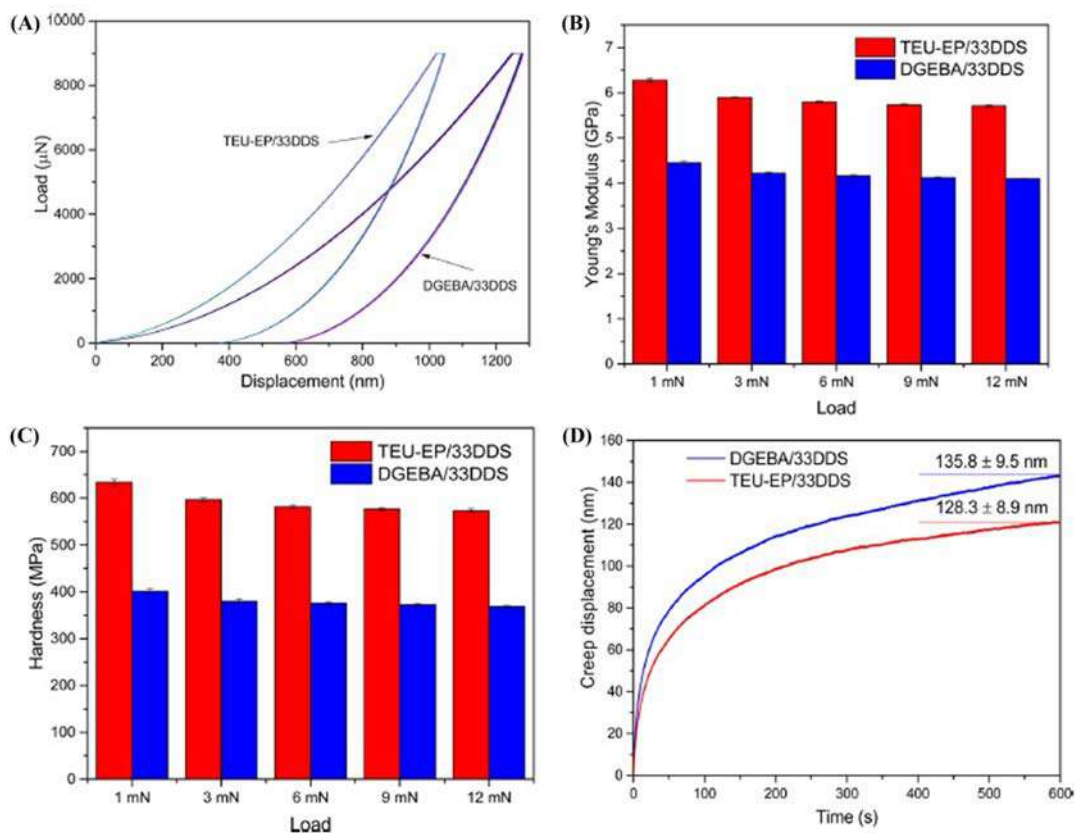 (A)
10000
8000
6000
4000
2000
0
Load (µN)
TEU-EP/33DDS
DGEBA/33DDS
0 200 400 600 800 1000 1200
Displacement (nm)
(B)
TEU-EP/33DDS
DGEBA/33DDS
7
6
5
4
3
2
1
0
Young's Modulus (GPa)
1 mN 3 mN 6 mN 9 mN 12 mN
Load
(C)
TEU-EP/33DDS
DGEBA/33DDS
700
600
500
400
300
200
100
0
Hardness (MPa)
1 mN 3 mN 6 mN 9 mN 12 mN
Load
(D)
DGEBA/33DDS
TEU-EP/33DDS
135.8 ± 9.5 nm
128.3 ± 8.9 nm
160
140
120
100
80
60
40
20
0
Creep displacement (nm)
0 100 200 300 400 500 600
Time (s)